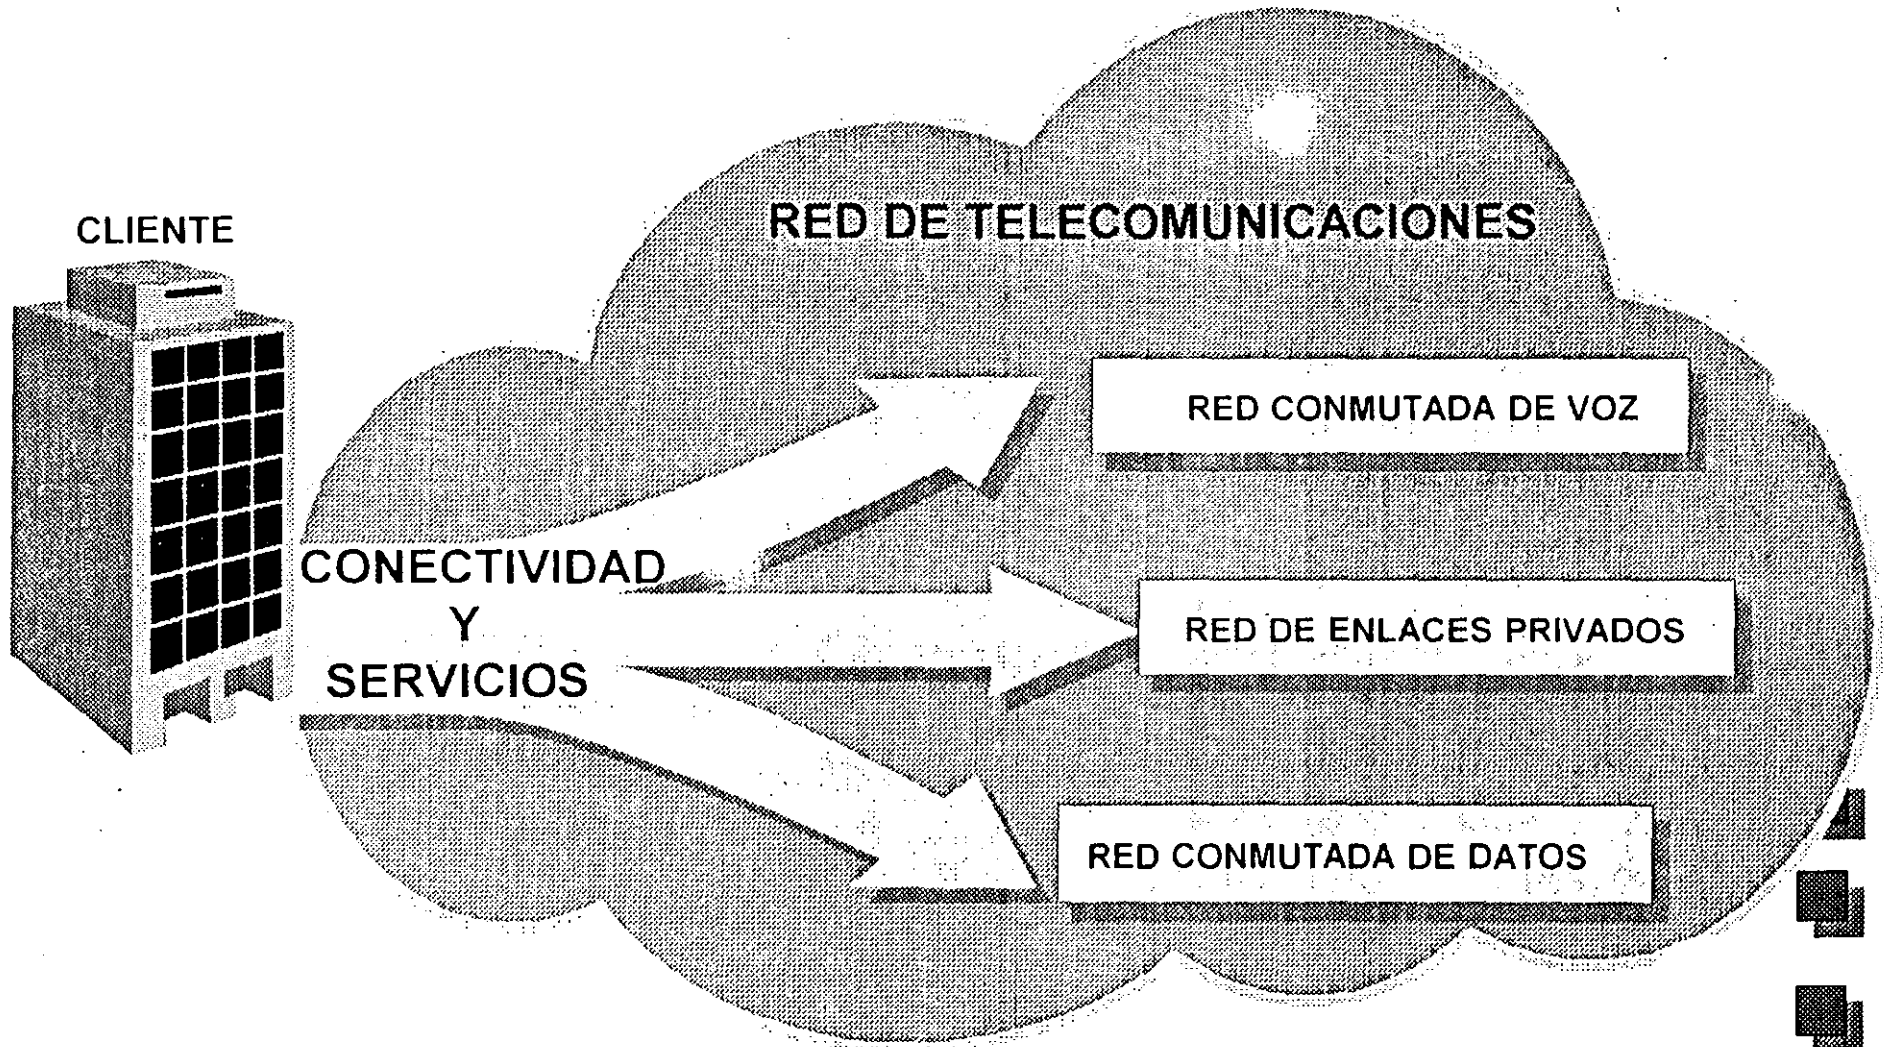 CLIENTE
RED DE TELECOMUNICACIONES
RED CONMUTADA DE VOZ
CONECTIVIDAD
Y
SERVICIOS
RED DE ENLACES PRIVADOS
RED CONMUTADA DE DATOS